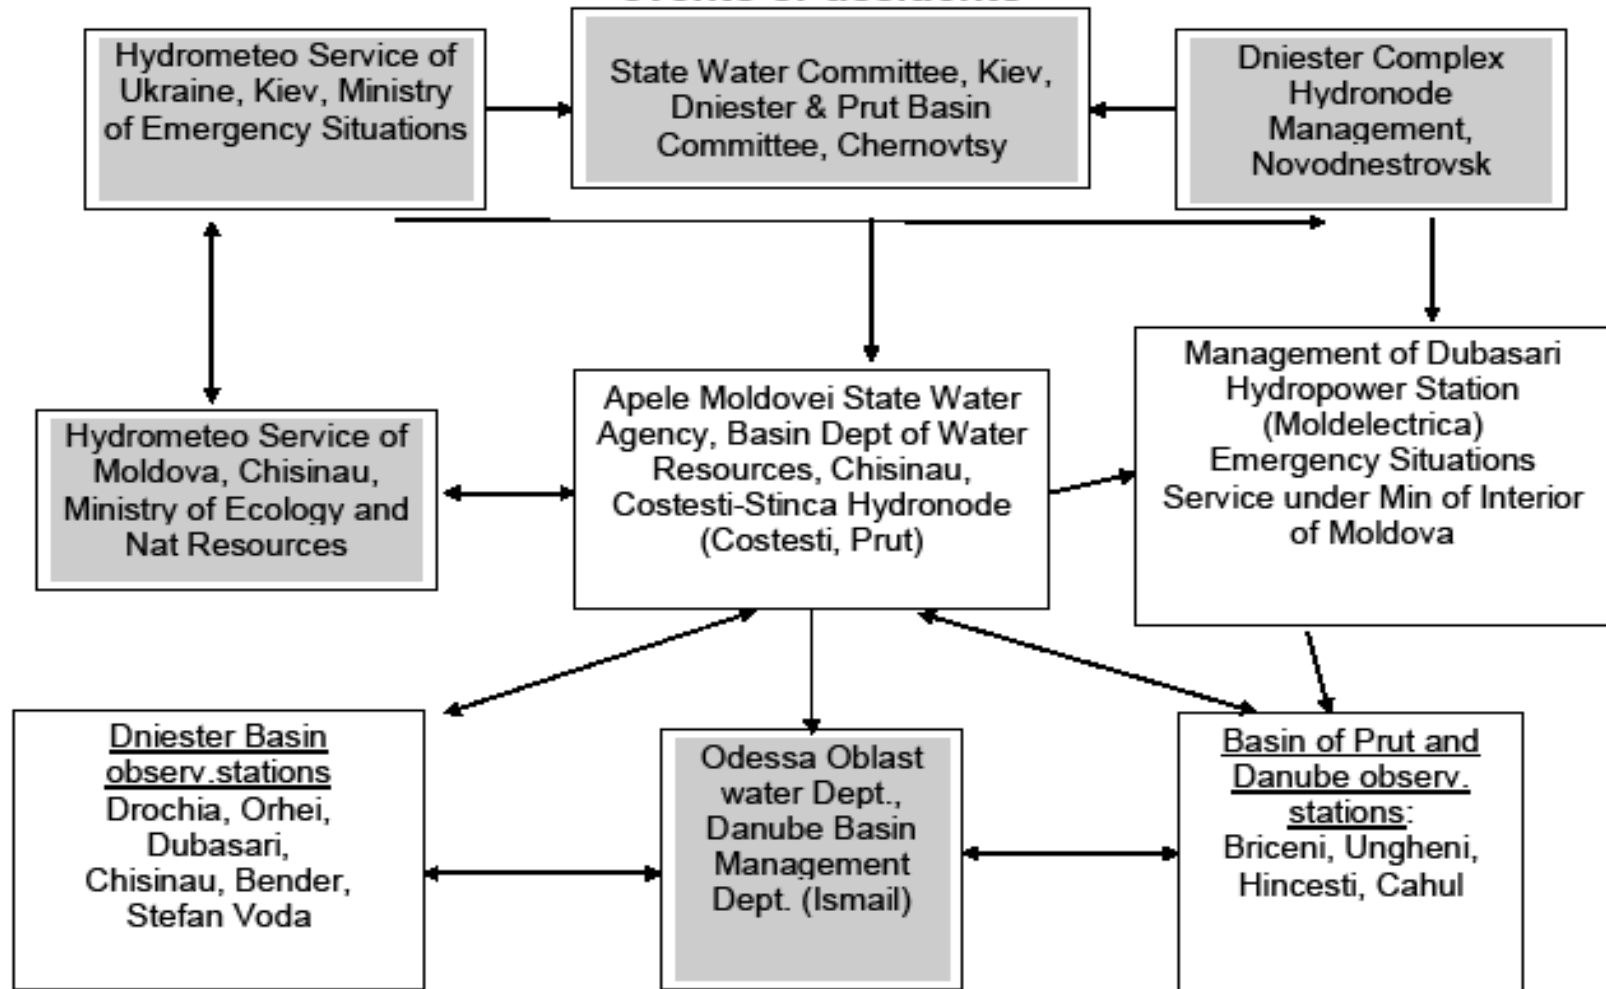 Hydrometeo Service of
Ukraine, Kiev, Ministry
of Emergency Situations
State Water Committee, Kiev,
Dniester & Prut Basin
Committee, Chernovtsy
Dniester Complex
Hydronode
Management,
Novodnestrovsk
Hydrometeo Service of
Moldova, Chisinau,
Ministry of Ecology and
Nat Resources
Apele Moldovei State Water
Agency, Basin Dept of Water
Resources, Chisinau,
Costesti-Stinca Hydronode
(Costesti, Prut)
Management of Dubasari
Hydropower Station
(Moldelectrica)
Emergency Situations
Service under Min of Interior
of Moldova
Dniester Basin
observ.stations
Drochia, Orhei,
Dubasari,
Chisinau, Bender,
Stefan Voda
Odessa Oblast
water Dept.,
Danube Basin
Management
Dept. (Ismail)
Basin of Prut and
Danube observ.
stations:
Briceni, Ungheni,
Hincesti, Cahul